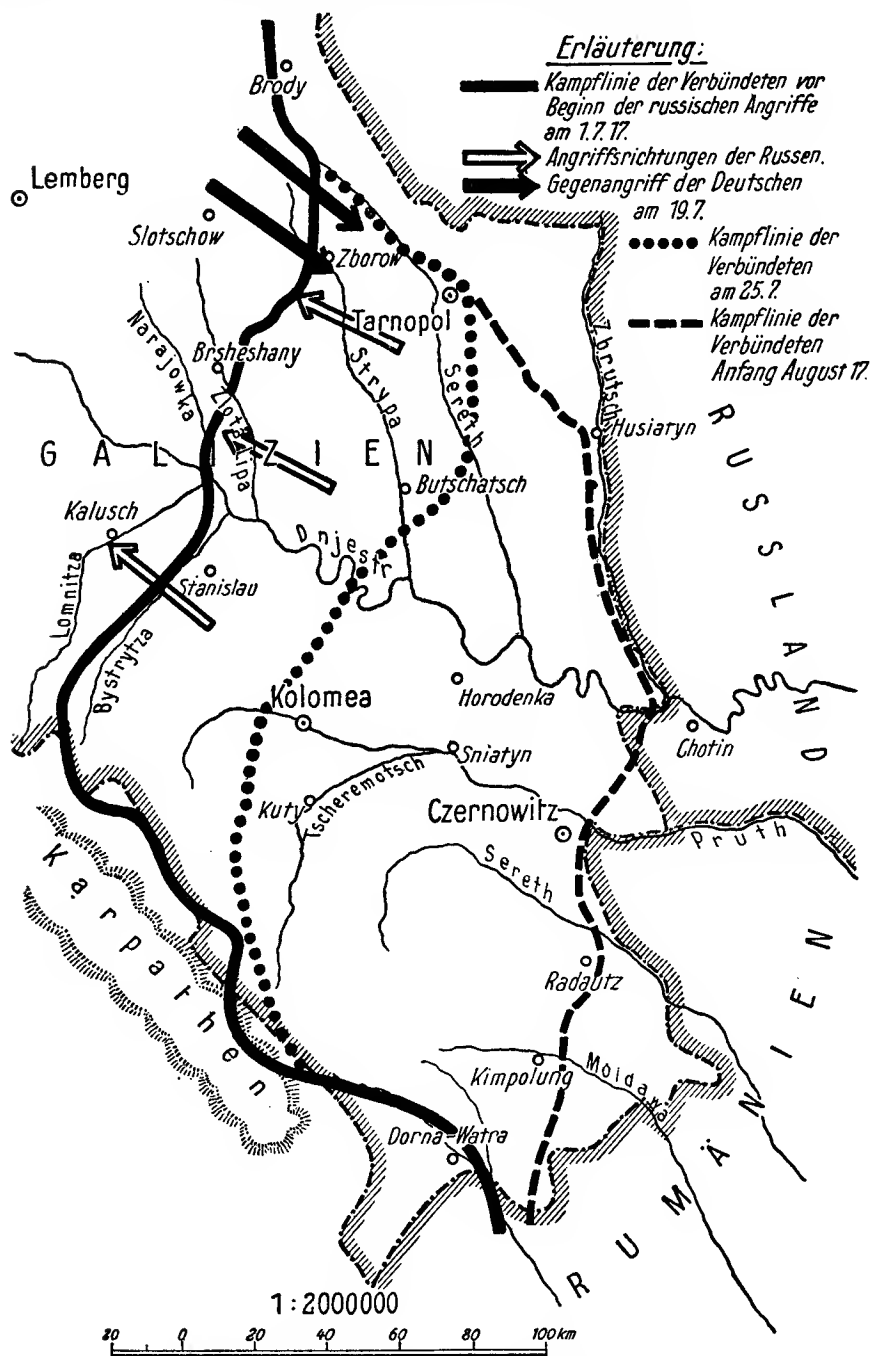 Erläuterung:
Kampflinie der Verbündeten vor
Beginn der russischen Angriffe
am 1.7.17.
Angriffsrichtungen der Russen.
Gegenangriff der Deutschen
am 19.7.
Kampflinie der
Verbündeten
am 25.7.
Kampflinie der
Verbündeten
Anfang August 17.
Brody
Lemberg
Slotschow
Zborow
Tarnopol
Narajowka
Brsheshany
Zlota Lipa
Strypa
Sereth
Zbrutsch
Husiatyn
RUSSLAND
GALIZIEN
Butschatsch
Kalusch
Dnjestr
Stanislau
Lomnitza
Bystrytza
Horodenka
Kolomea
Chotin
Sniatyn
Kuty
Tscheremotsch
Czernowitz
Pruth
Sereth
Karpathen
Radautz
Kimpolung
Moldawa
Dorna-Watra
RUMÄNIEN
1:2000000
20 0 20 40 60 80 100 km